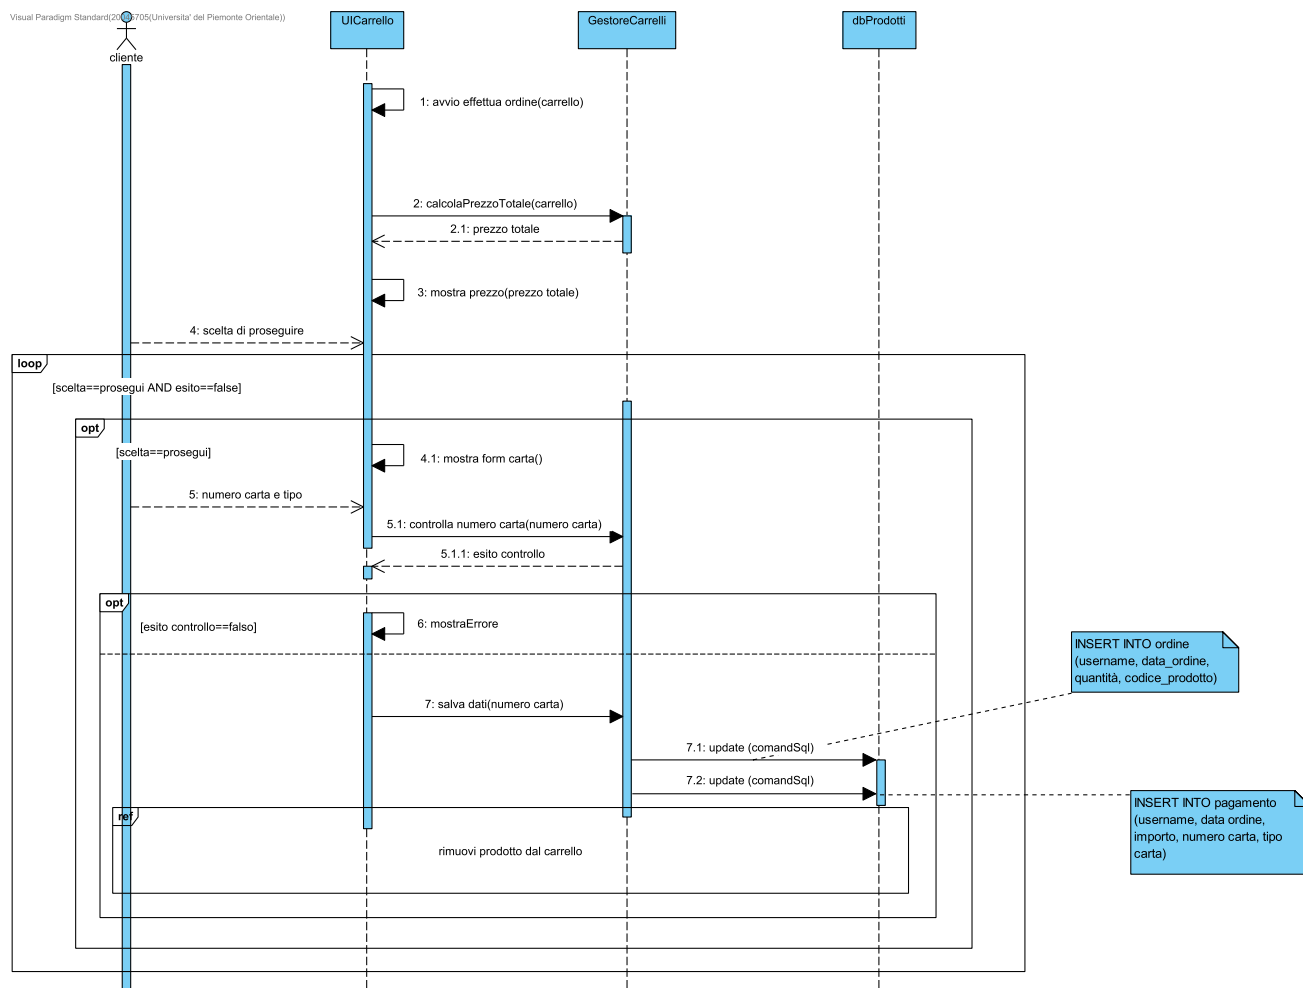 Visual Paradigm Standard(20046705(Universita' del Piemonte Orientale))
cliente
UICarrello
GestoreCarrelli
dbProdotti
1: avvio effettua ordine(carrello)
2: calcolaPrezzoTotale(carrello)
2.1: prezzo totale
3: mostra prezzo(prezzo totale)
4: scelta di proseguire
loop
[scelta==prosegui AND esito==false]
opt
[scelta==prosegui]
4.1: mostra form carta()
5: numero carta e tipo
5.1: controlla numero carta(numero carta)
5.1.1: esito controllo
opt
[esito controllo==falso]
6: mostraErrore
INSERT INTO ordine
(username, data_ordine,
quantità, codice_prodotto)
7: salva dati(numero carta)
7.1: update (comandSql)
7.2: update (comandSql)
INSERT INTO pagamento
(username, data ordine,
importo, numero carta, tipo
carta)
ref
rimuovi prodotto dal carrello